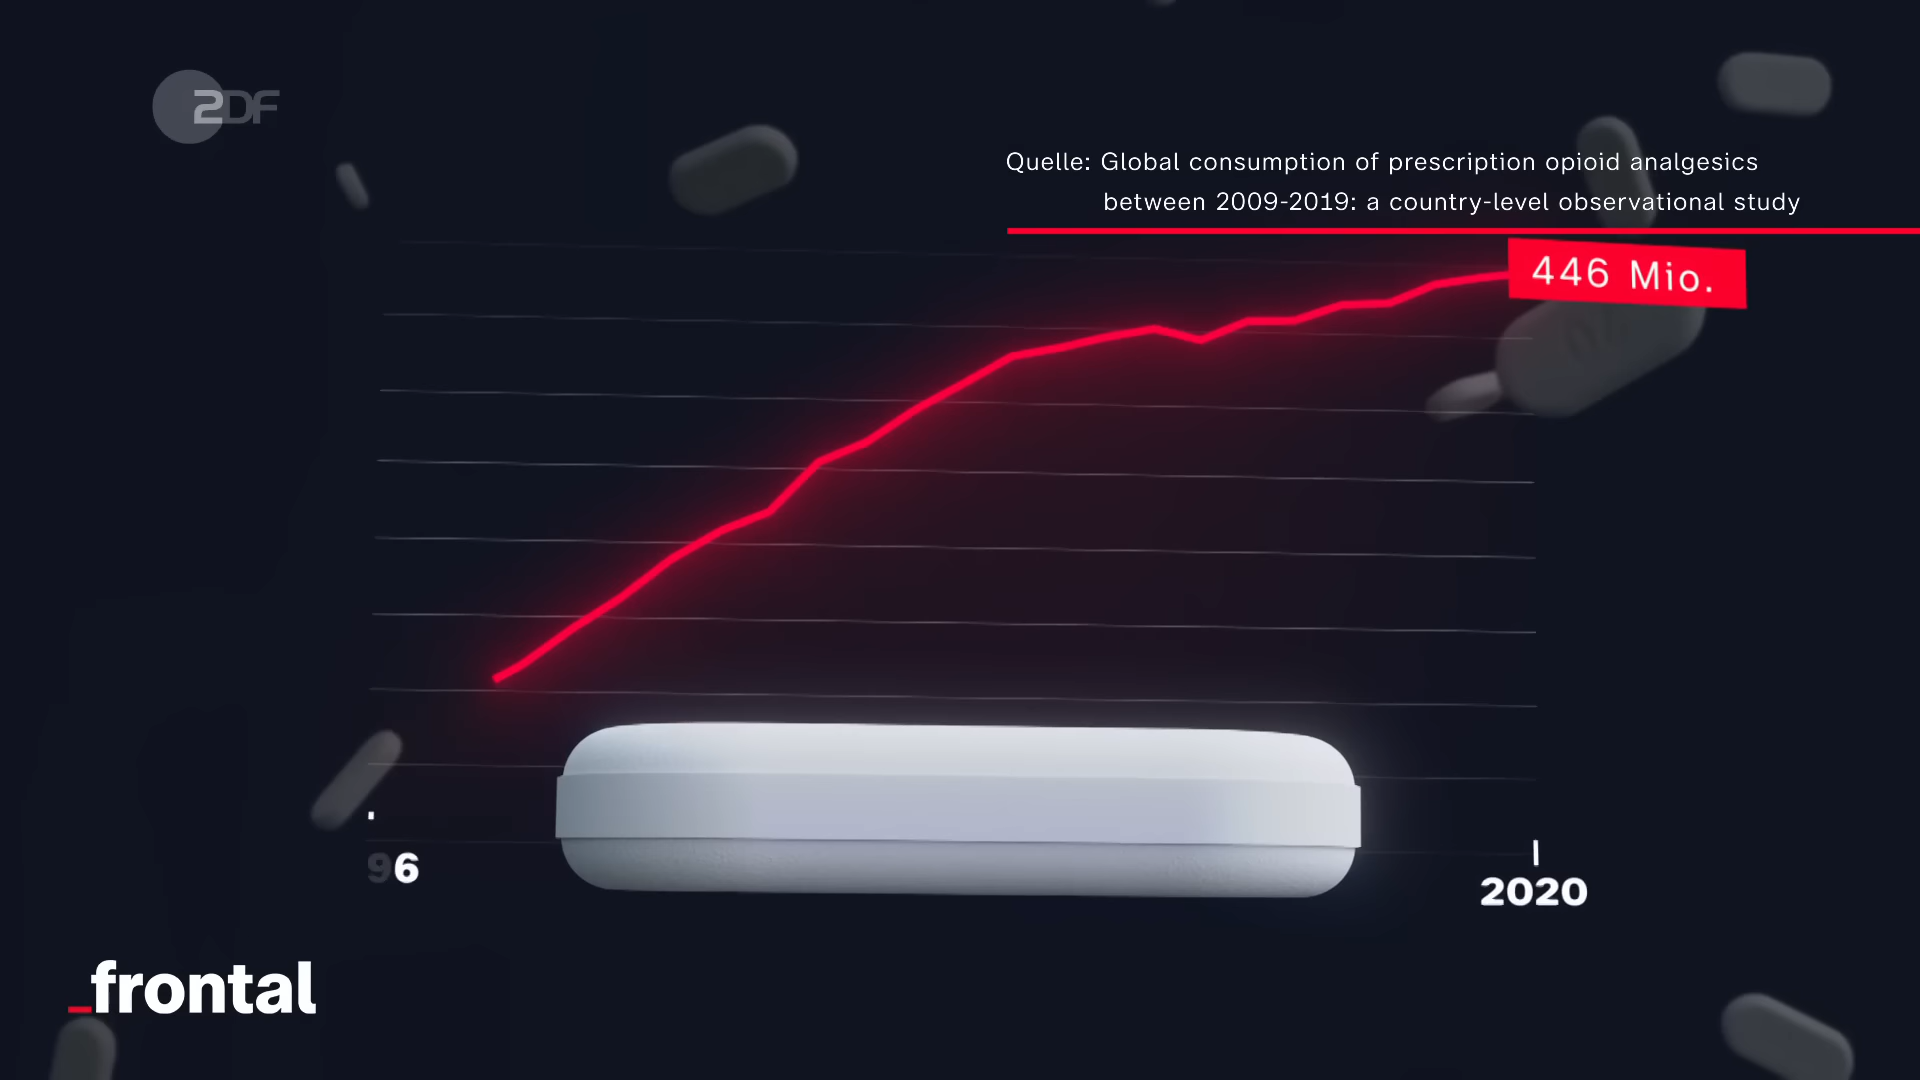 ZDF
Quelle: Global consumption of prescription opioid analgesics
between 2009-2019: a country-level observational study
446 Mio.
96
2020
_frontal